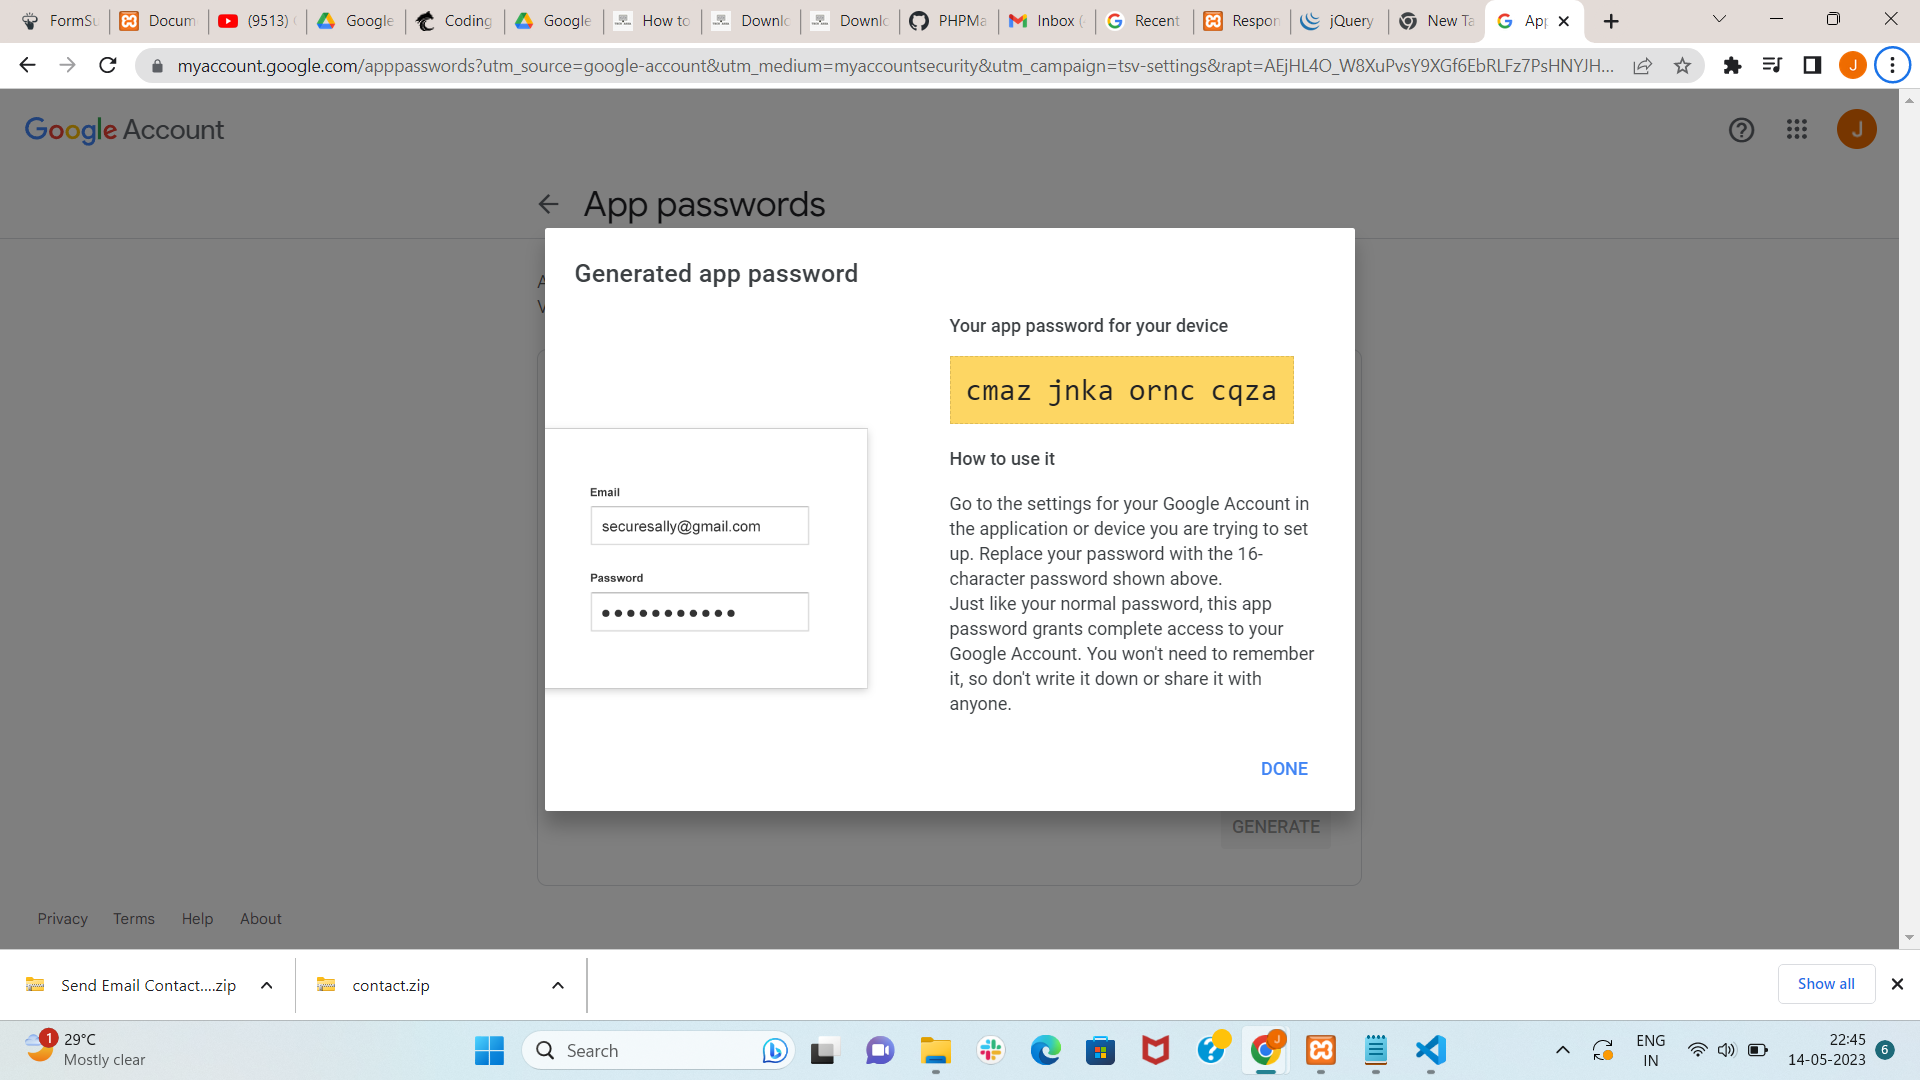 FormSu
Docum
(9513)
Google
Coding
Google
How to
Downlo
Downlo
PHPMa
Inbox (
Recent
Respon
jQuery
New Ta
App
myaccount.google.com/apppasswords?utm_source=google-account&utm_medium=myaccountsecurity&utm_campaign=tsv-settings&rapt=AEjHL4O_W8XuPvsY9XGf6EbRLFz7PsHNYJH...
J
Google Account
J
App passwords
Generated app password
Your app password for your device
cmaz jnka ornc cqza
How to use it
Go to the settings for your Google Account in
the application or device you are trying to set
up. Replace your password with the 16-
character password shown above.
Just like your normal password, this app
password grants complete access to your
Google Account. You won't need to remember
it, so don't write it down or share it with
anyone.
Email
securesally@gmail.com
Password
DONE
GENERATE
Privacy Terms Help About
Send Email Contact....zip
contact.zip
Show all
1
29°C
Mostly clear
Search
J
ENG
IN
22:45
14-05-2023
6